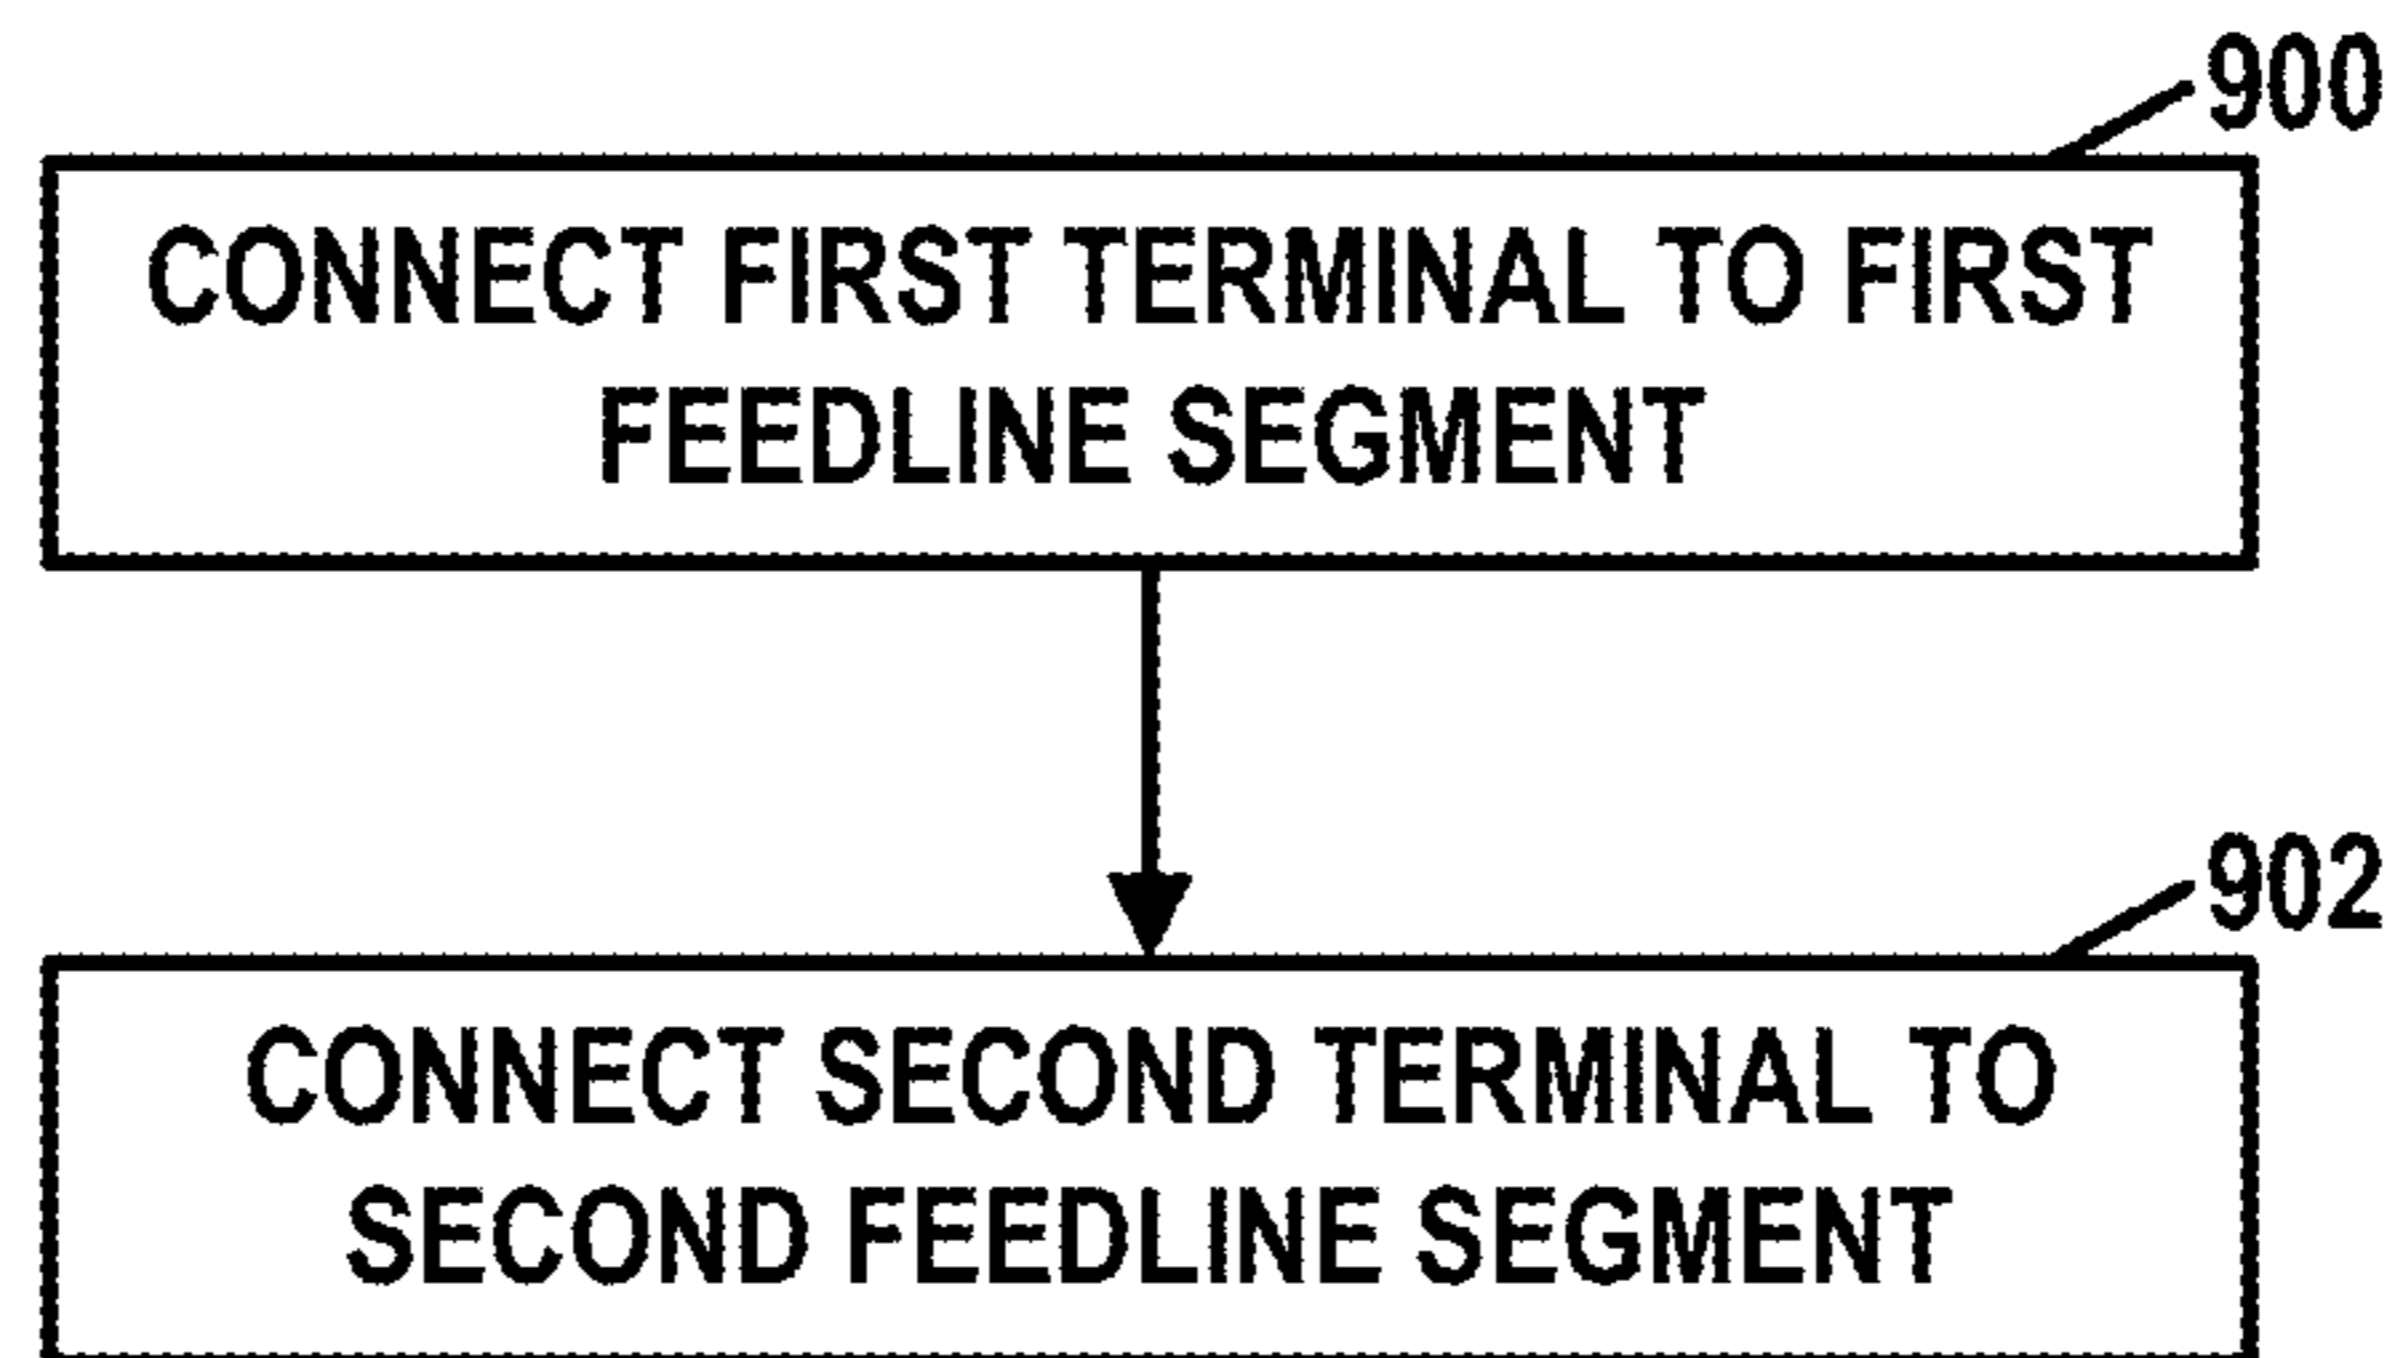 900
CONNECT FIRST TERMINAL TO FIRST
FEEDLINE SEGMENT
902
CONNECT SECOND TERMINAL TO
SECOND FEEDLINE SEGMENT